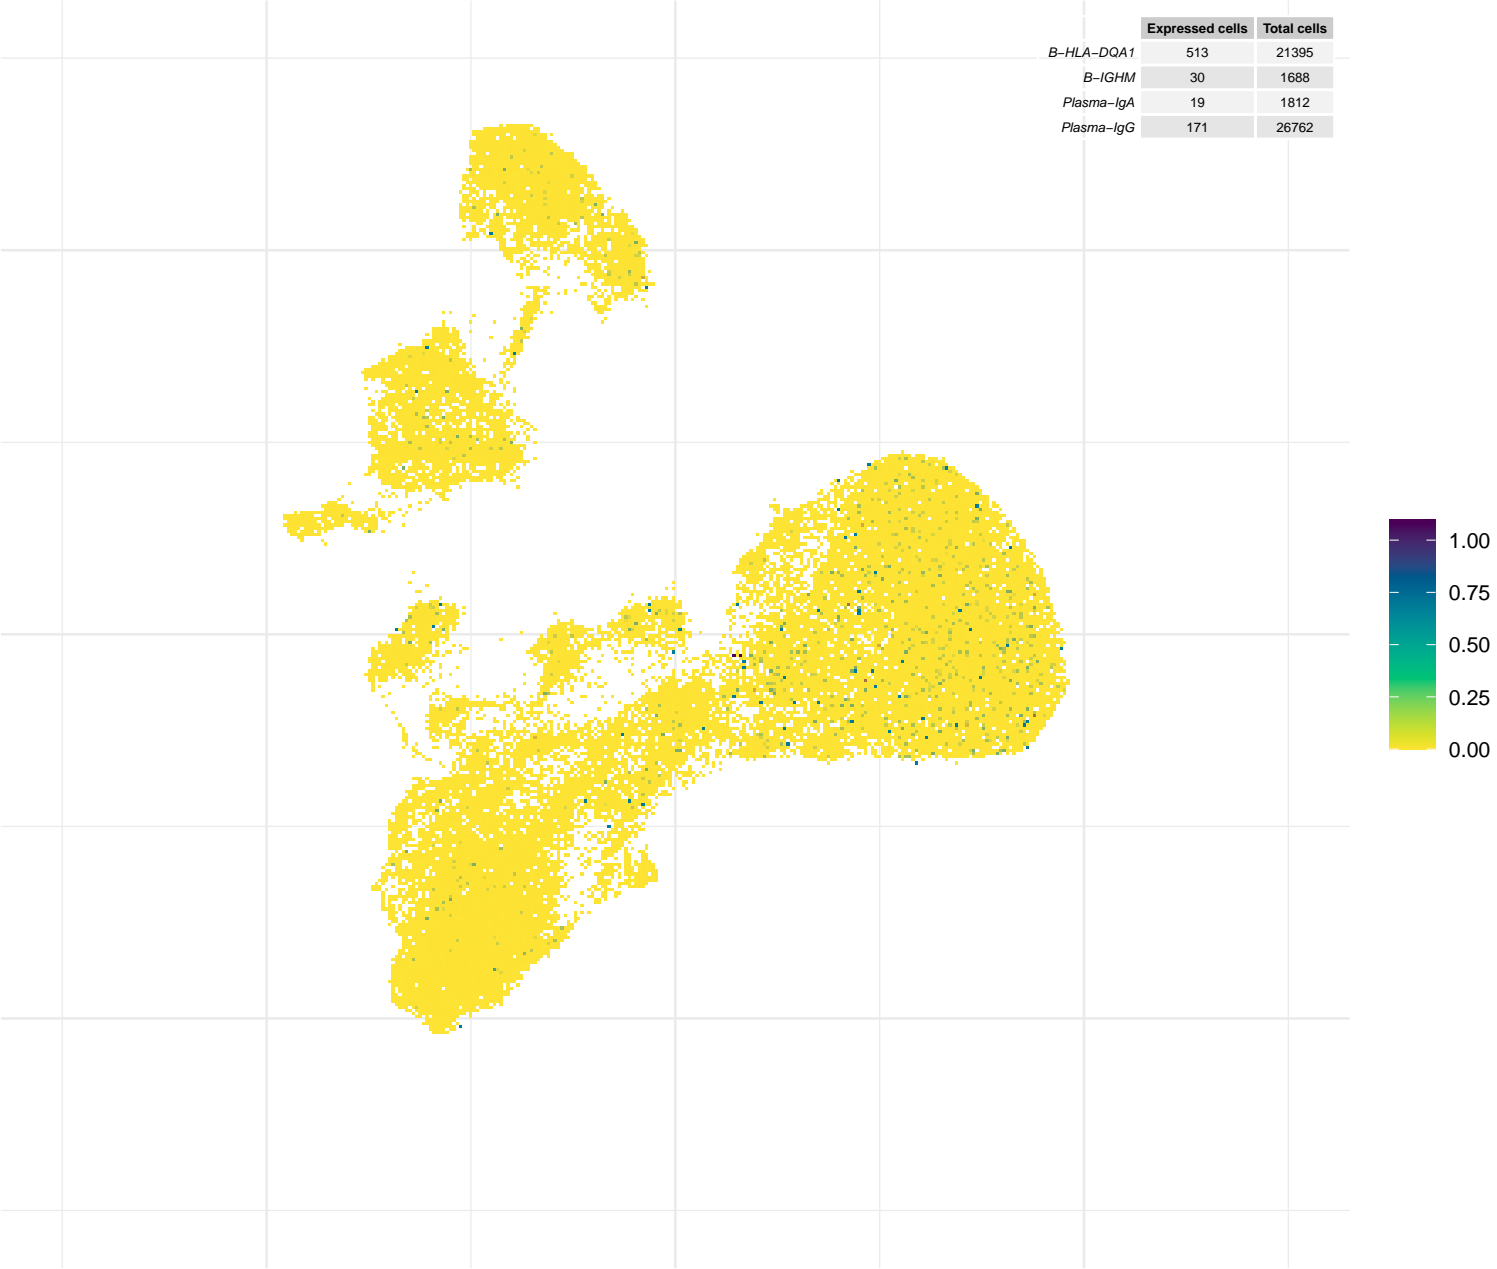 Expressed cells Total cells
B−HLA−DQA1 513 21395
B−IGHM 30 1688
Plasma−IgA 19 1812
Plasma−IgG 171 26762
1.00
0.75
0.50
0.25
0.00